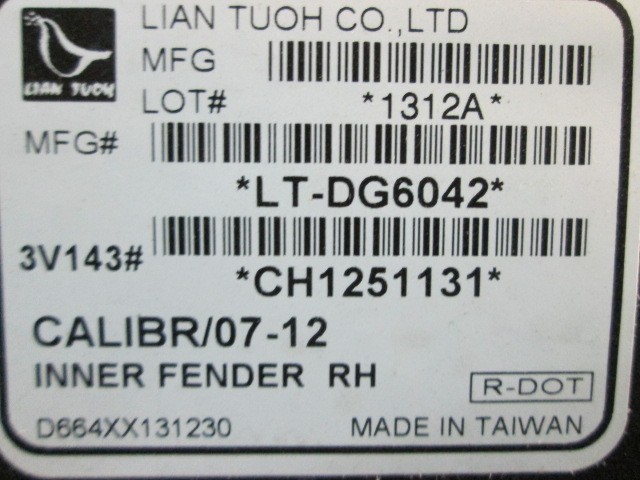 LIAN TUOH CO.,LTD
LIAN TUOH
MFG
LOT#
*1312A*
MFG#
*LT-DG6042*
3V143#
*CH1251131*
CALIBR/07-12
INNER FENDER RH
R-DOT
D664XX131230
MADE IN TAIWAN